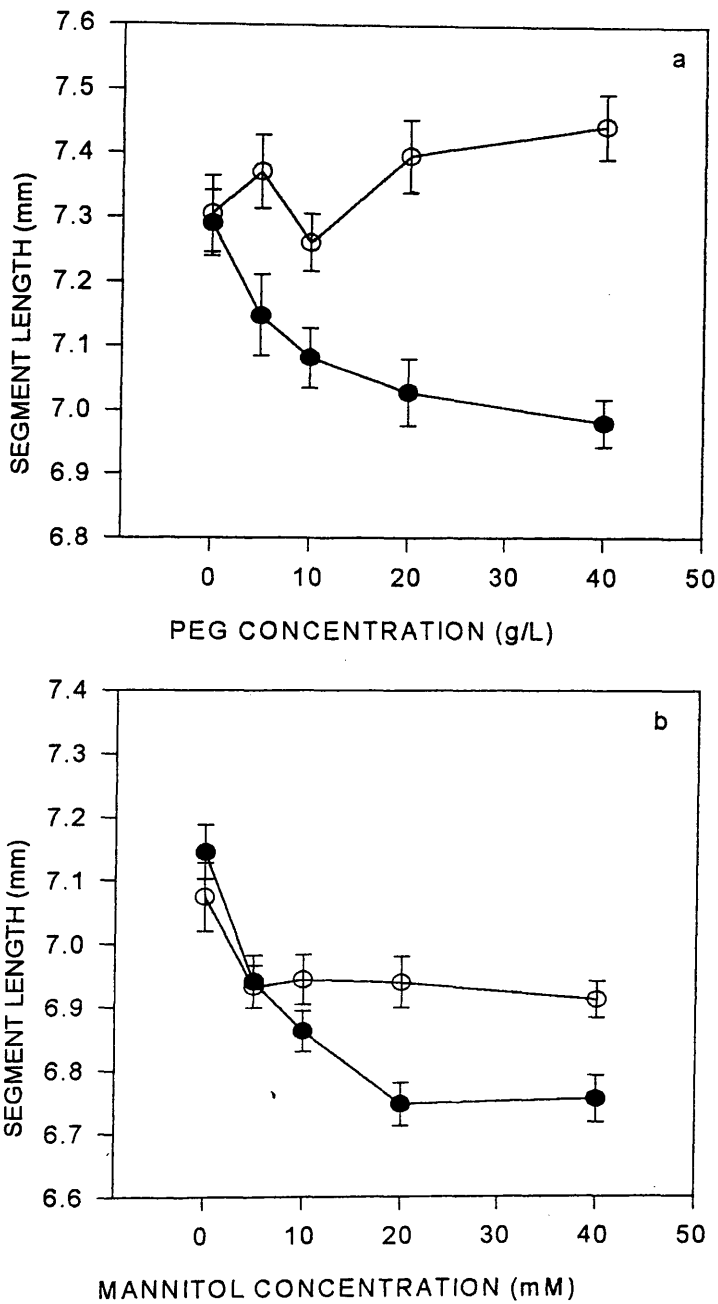 a
7.6
7.5
7.4
7.3
7.2
7.1
7.0
6.9
6.8
SEGMENT LENGTH (mm)
0 10 20 30 40 50
PEG CONCENTRATION (g/L)
b
7.4
7.3
7.2
7.1
7.0
6.9
6.8
6.7
6.6
SEGMENT LENGTH (mm)
0 10 20 30 40 50
MANNITOL CONCENTRATION (mM)